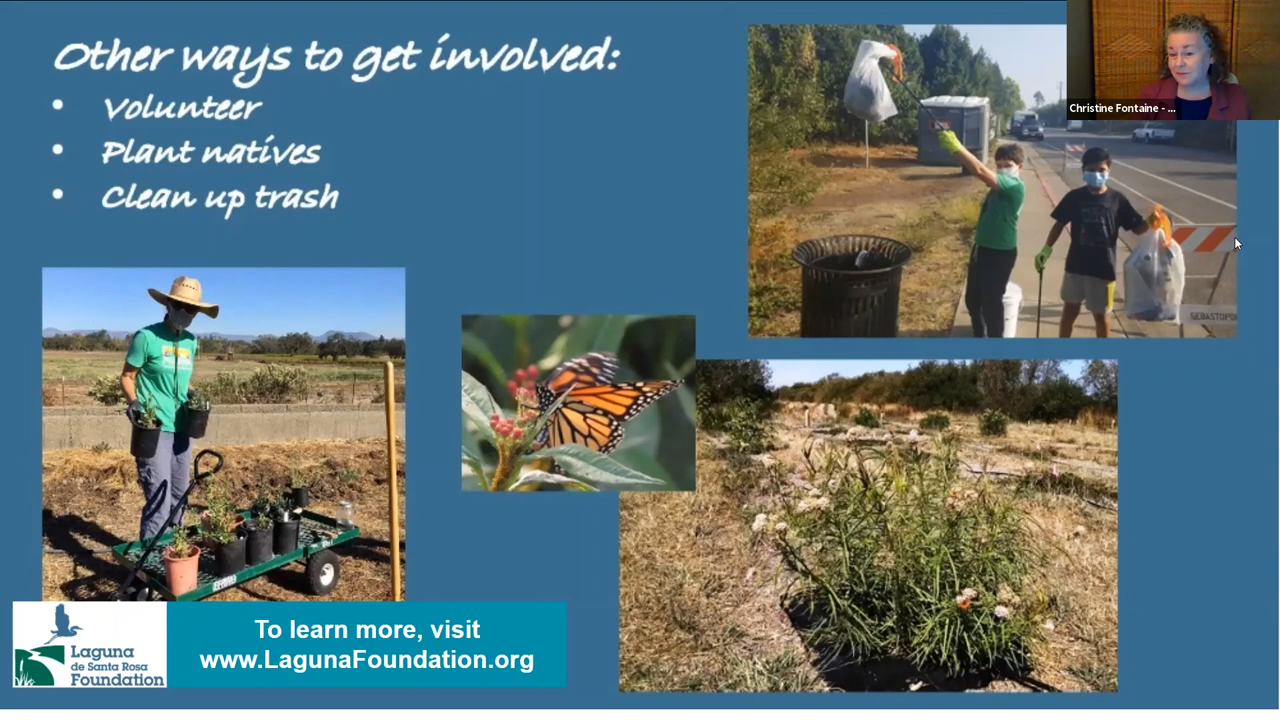 Other ways to get involved:
• Volunteer
• Plant natives
• Clean up trash
Christine Fontaine - ...
Laguna
de Santa Rosa
Foundation
To learn more, visit
www.LagunaFoundation.org